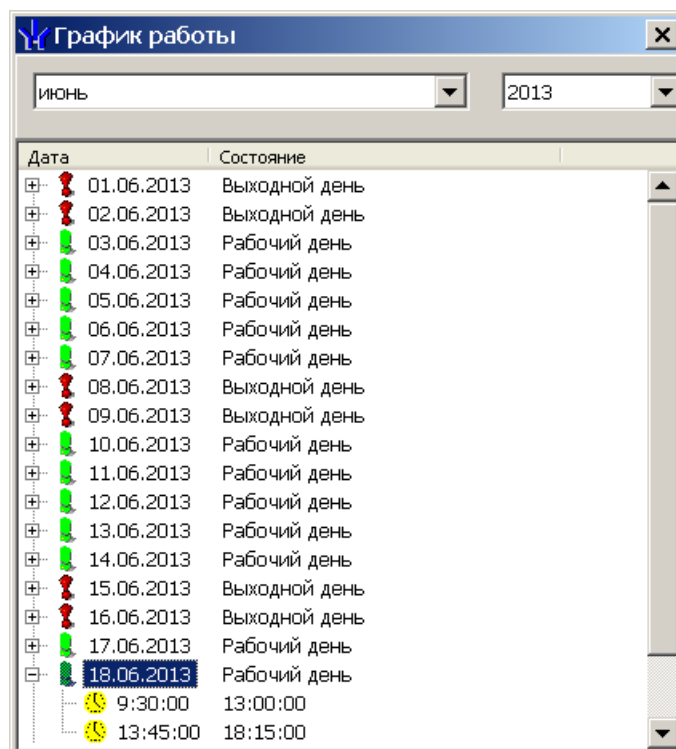 График работы
июнь 2013
Дата Состояние
01.06.2013 Выходной день
02.06.2013 Выходной день
03.06.2013 Рабочий день
04.06.2013 Рабочий день
05.06.2013 Рабочий день
06.06.2013 Рабочий день
07.06.2013 Рабочий день
08.06.2013 Выходной день
09.06.2013 Выходной день
10.06.2013 Рабочий день
11.06.2013 Рабочий день
12.06.2013 Рабочий день
13.06.2013 Рабочий день
14.06.2013 Рабочий день
15.06.2013 Выходной день
16.06.2013 Выходной день
17.06.2013 Рабочий день
18.06.2013 Рабочий день
9:30:00 13:00:00
13:45:00 18:15:00